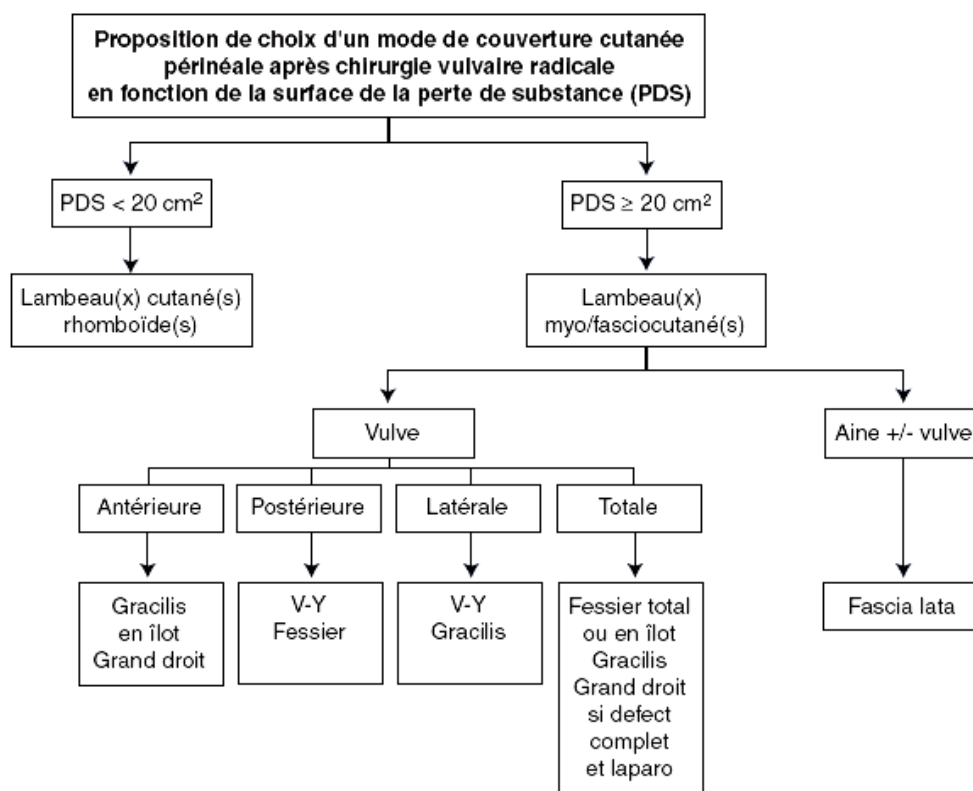 Proposition de choix d'un mode de couverture cutanée
périnéale après chirurgie vulvaire radicale
en fonction de la surface de la perte de substance (PDS)
PDS < 20 cm²
PDS ≥ 20 cm²
Lambeau(x) cutané(s)
rhomboïde(s)
Lambeau(x)
myo/fasciocutané(s)
Vulve
Aine +/- vulve
Antérieure
Postérieure
Latérale
Totale
Gracilis
en îlot
Grand droit
V-Y
Fessier
V-Y
Gracilis
Fessier total
ou en îlot
Gracilis
Grand droit
si defect
complet
et laparo
Fascia lata